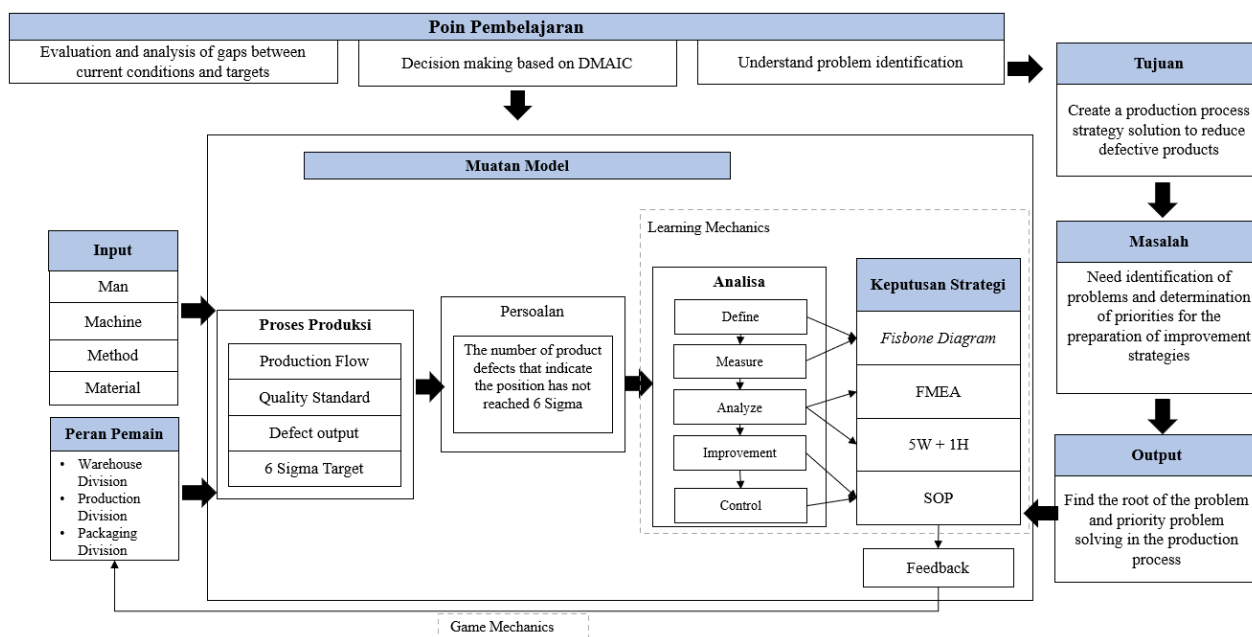 Poin Pembelajaran
Evaluation and analysis of gaps between
current conditions and targets
Decision making based on DMAIC
Understand problem identification
Tujuan
Create a production process
strategy solution to reduce
defective products
Muatan Model
Learning Mechanics
Input
Man
Machine
Method
Material
Peran Pemain
• Warehouse
Division
• Production
Division
• Packaging
Division
Proses Produksi
Production Flow
Quality Standard
Defect output
6 Sigma Target
Persoalan
The number of product
defects that indicate
the position has not
reached 6 Sigma
Analisa
Define
Measure
Analyze
Improvement
Control
Keputusan Strategi
Fisbone Diagram
FMEA
5W + 1H
SOP
Feedback
Masalah
Need identification of
problems and determination
of priorities for the
preparation of improvement
strategies
Output
Find the root of the problem
and priority problem
solving in the production
process
Game Mechanics